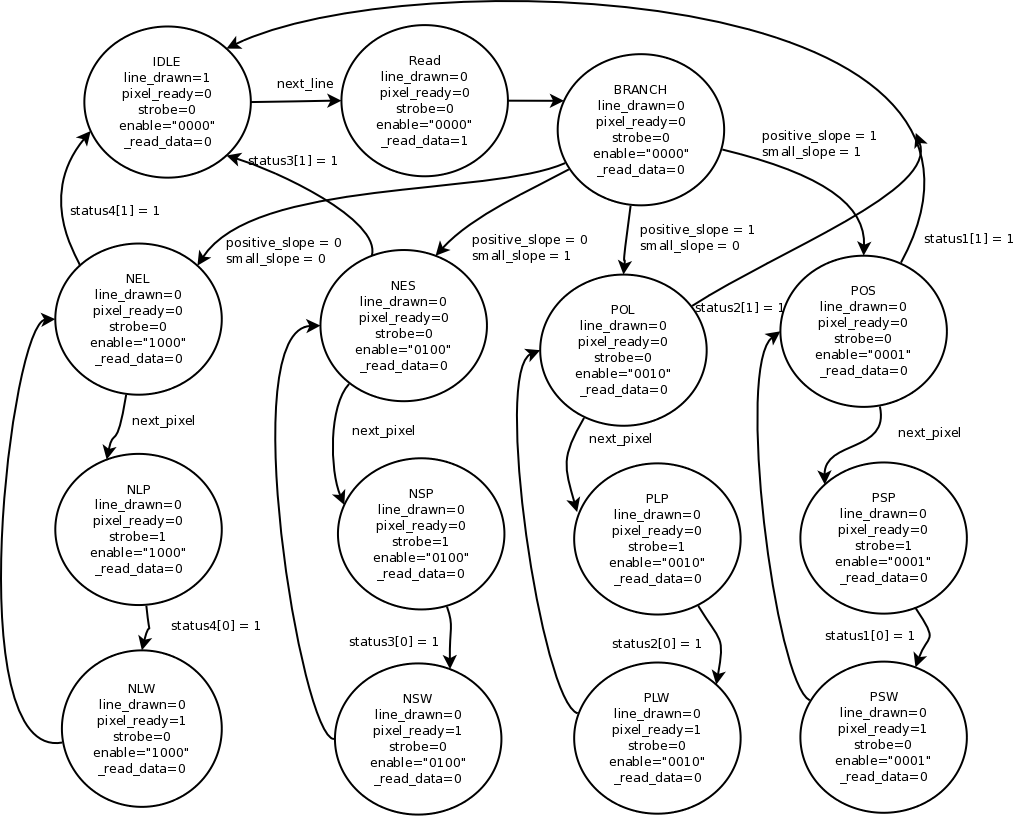 IDLE
line_drawn=1
pixel_ready=0
strobe=0
enable="0000"
_read_data=0
next_line
Read
line_drawn=0
pixel_ready=0
strobe=0
enable="0000"
_read_data=1
BRANCH
line_drawn=0
pixel_ready=0
strobe=0
enable="0000"
_read_data=0
positive_slope = 1
small_slope = 1
status3[1] = 1
status4[1] = 1
positive_slope = 0
small_slope = 0
positive_slope = 0
small_slope = 1
positive_slope = 1
small_slope = 0
status1[1] = 1
status2[1] = 1
NEL
line_drawn=0
pixel_ready=0
strobe=0
enable="1000"
_read_data=0
NES
line_drawn=0
pixel_ready=0
strobe=0
enable="0100"
_read_data=0
POL
line_drawn=0
pixel_ready=0
strobe=0
enable="0010"
_read_data=0
POS
line_drawn=0
pixel_ready=0
strobe=0
enable="0001"
_read_data=0
next_pixel
next_pixel
next_pixel
next_pixel
NLP
line_drawn=0
pixel_ready=0
strobe=1
enable="1000"
_read_data=0
NSP
line_drawn=0
pixel_ready=0
strobe=1
enable="0100"
_read_data=0
PLP
line_drawn=0
pixel_ready=0
strobe=1
enable="0010"
_read_data=0
PSP
line_drawn=0
pixel_ready=0
strobe=1
enable="0001"
_read_data=0
status4[0] = 1
status3[0] = 1
status2[0] = 1
status1[0] = 1
NLW
line_drawn=0
pixel_ready=1
strobe=0
enable="1000"
_read_data=0
NSW
line_drawn=0
pixel_ready=1
strobe=0
enable="0100"
_read_data=0
PLW
line_drawn=0
pixel_ready=1
strobe=0
enable="0010"
_read_data=0
PSW
line_drawn=0
pixel_ready=1
strobe=0
enable="0001"
_read_data=0